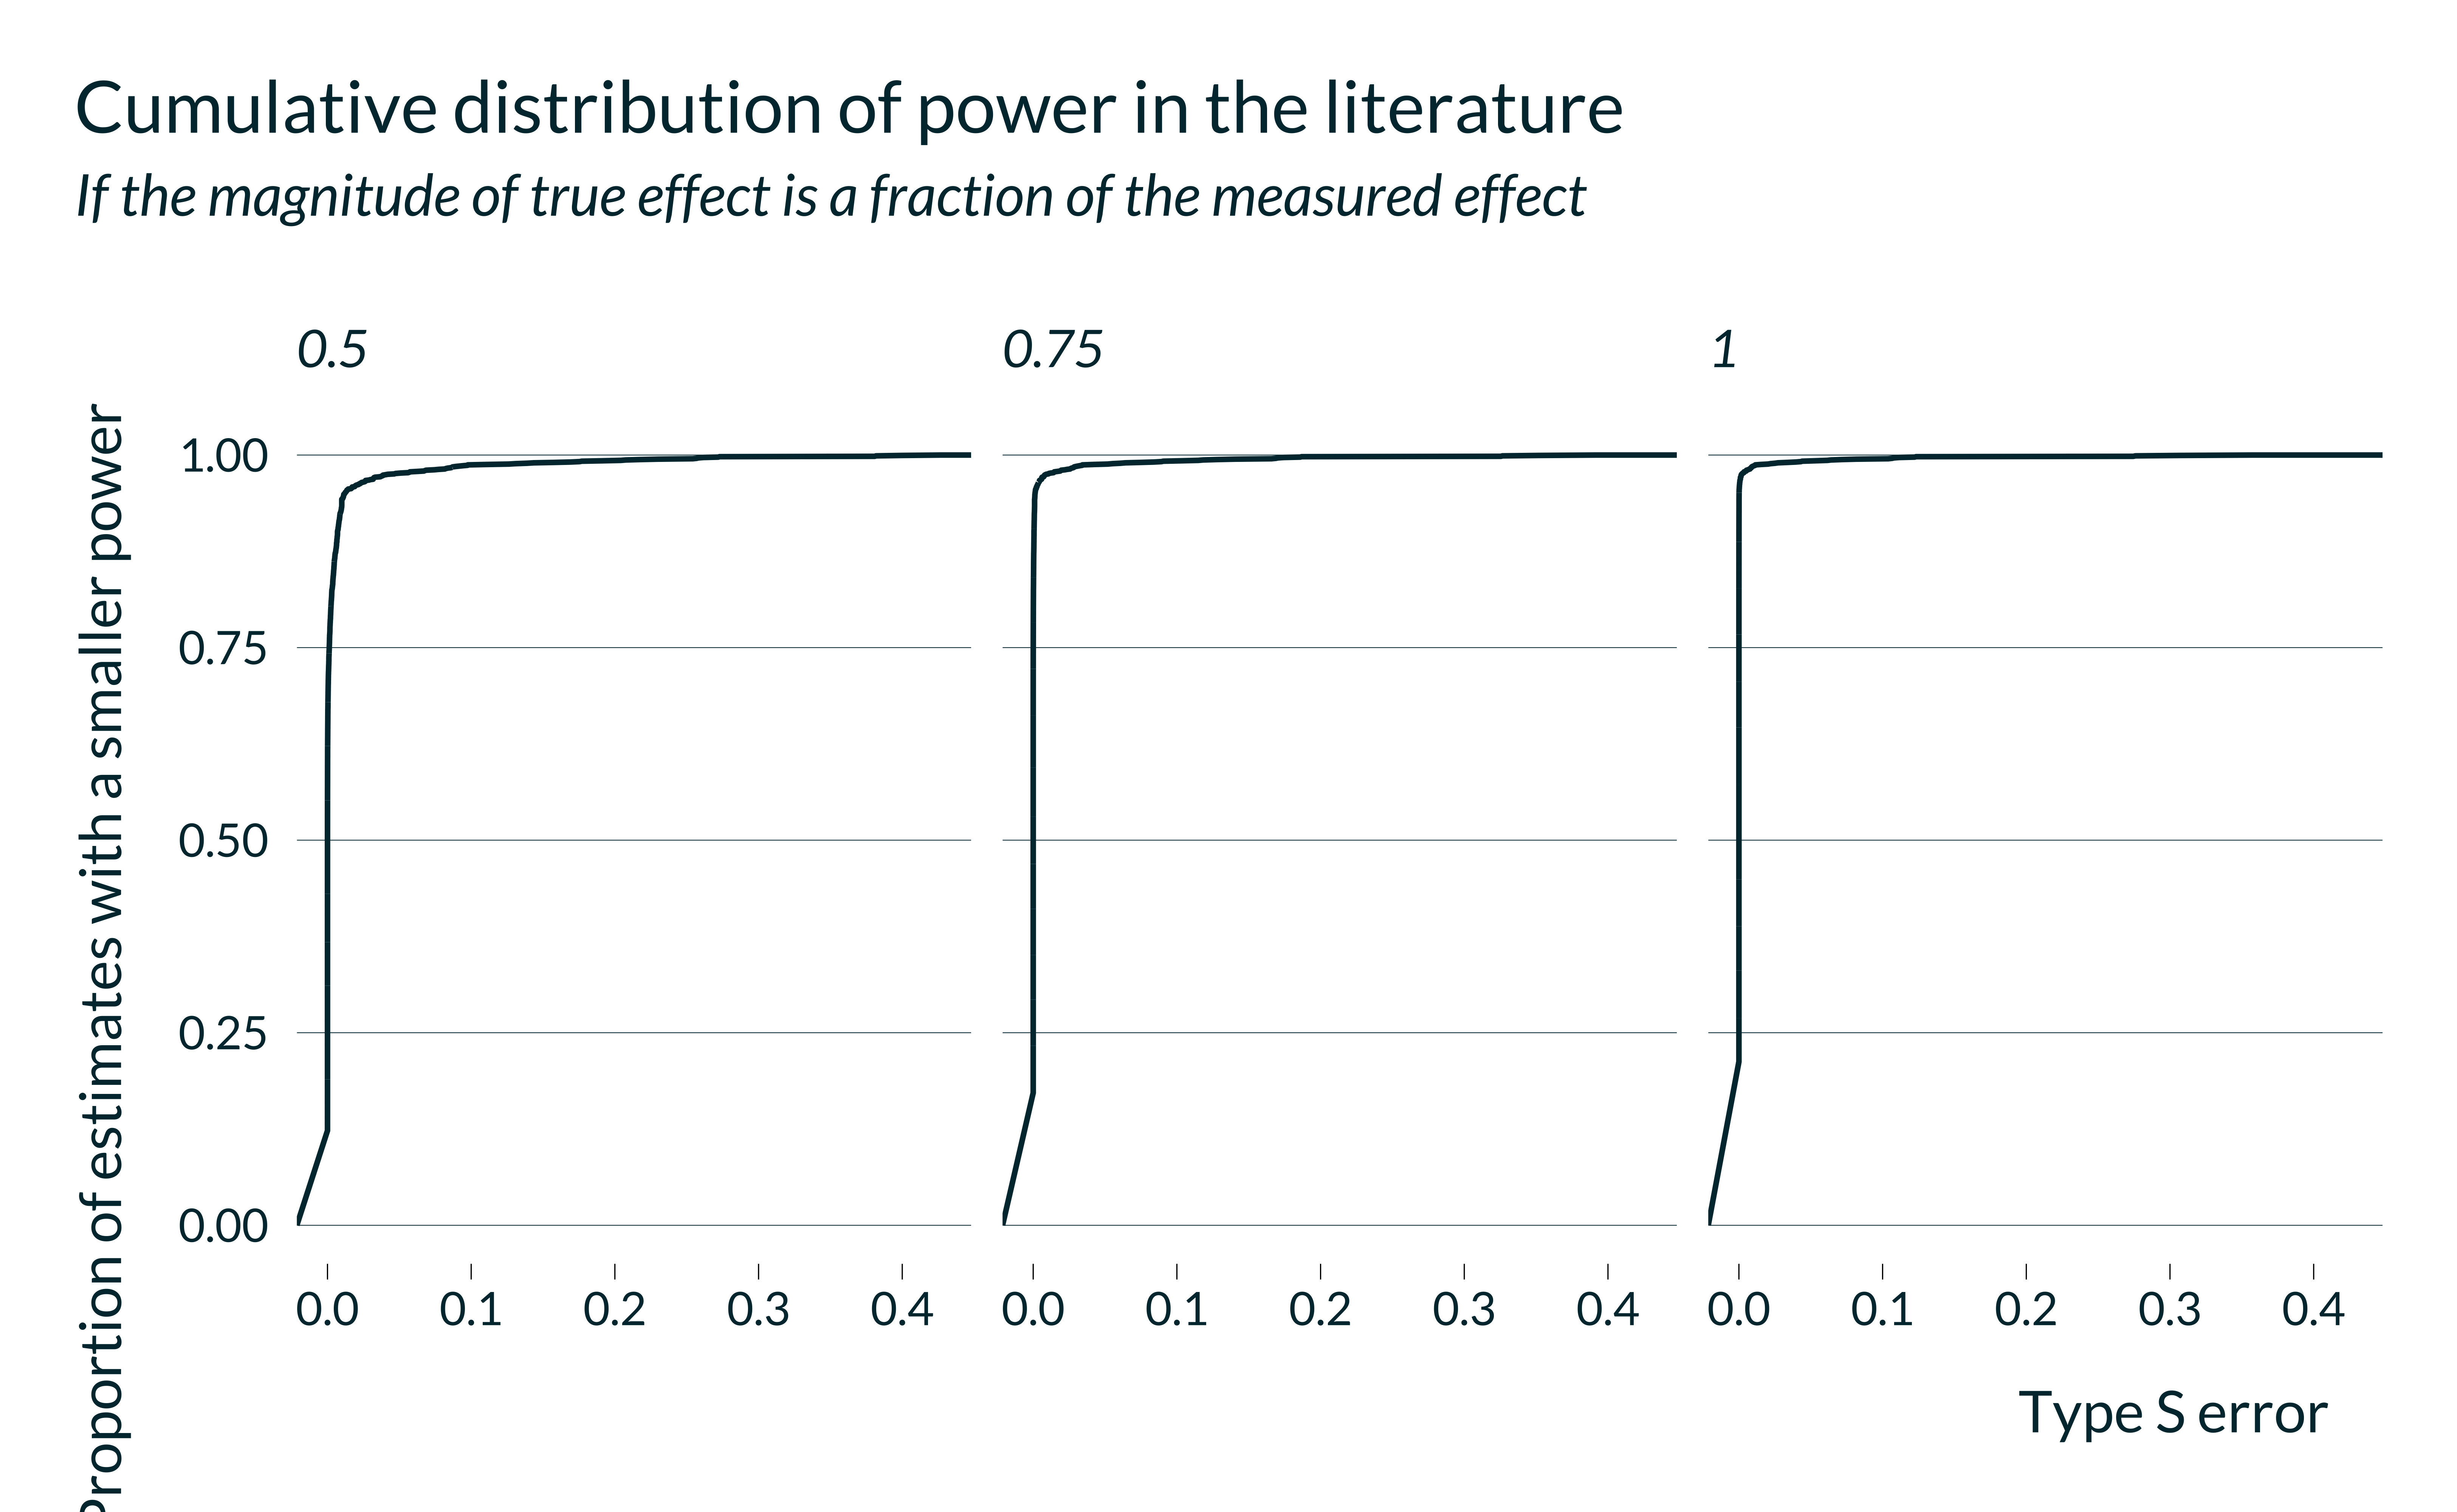 Cumulative distribution of power in the literature
If the magnitude of true effect is a fraction of the measured effect
0.5
0.75
1
Proportion of estimates with a smaller power
1.00
0.75
0.50
0.25
0.00
0.0 0.1 0.2 0.3 0.4
0.0 0.1 0.2 0.3 0.4
0.0 0.1 0.2 0.3 0.4
Type S error